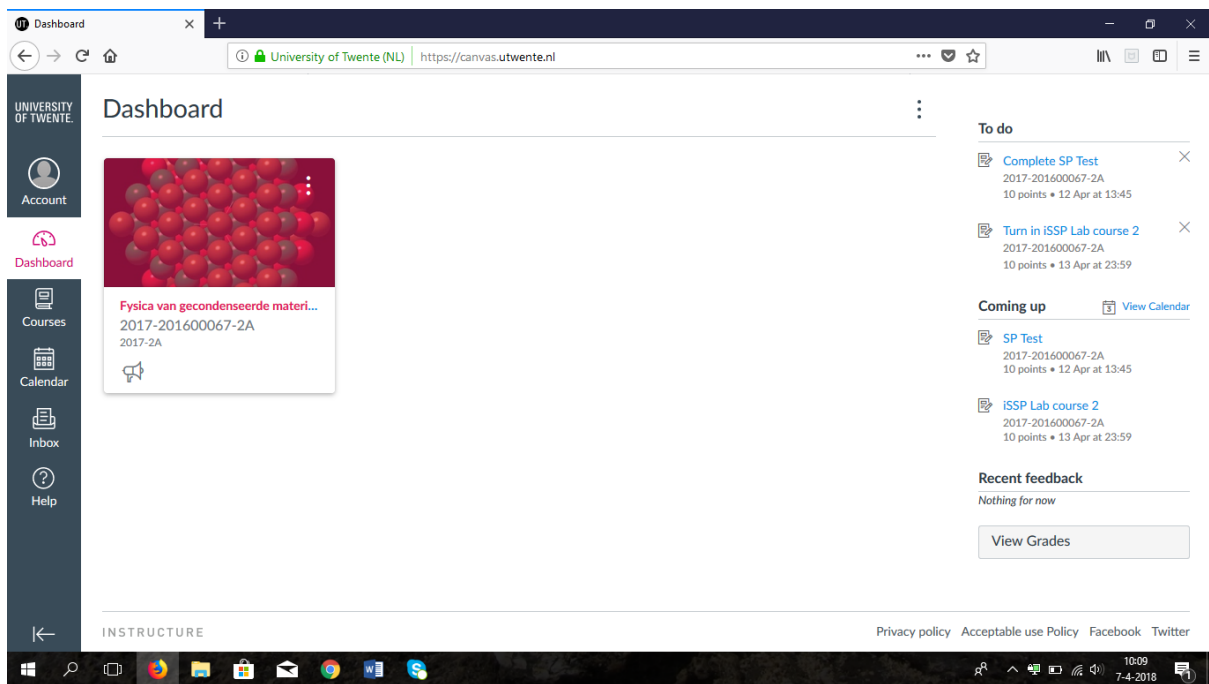 Dashboard
University of Twente (NL)
https://canvas.utwente.nl
UNIVERSITY
OF TWENTE.
Account
Dashboard
Courses
Calendar
Inbox
Help
Dashboard
Fysica van gecondenseerde materi...
2017-201600067-2A
2017-2A
To do
Complete SP Test
2017-201600067-2A
10 points • 12 Apr at 13:45
Turn in iSSP Lab course 2
2017-201600067-2A
10 points • 13 Apr at 23:59
Coming up
3 View Calendar
SP Test
2017-201600067-2A
10 points • 12 Apr at 13:45
iSSP Lab course 2
2017-201600067-2A
10 points • 13 Apr at 23:59
Recent feedback
Nothing for now
View Grades
INSTRUCTURE
Privacy policy Acceptable use Policy Facebook Twitter
10:09
7-4-2018
1